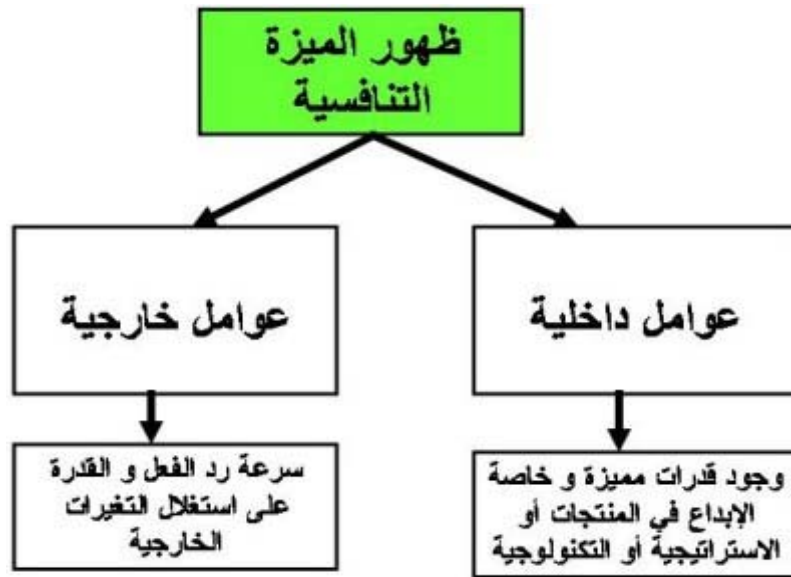 ظهور الميزة
التنافسية
عوامل داخلية
عوامل خارجية
وجود قدرات مميزة و خاصة
الإبداع في المنتجات أو
الاستراتيجية أو التكنولوجية
سرعة رد الفعل و القدرة
على استغلال التغيرات
الخارجية